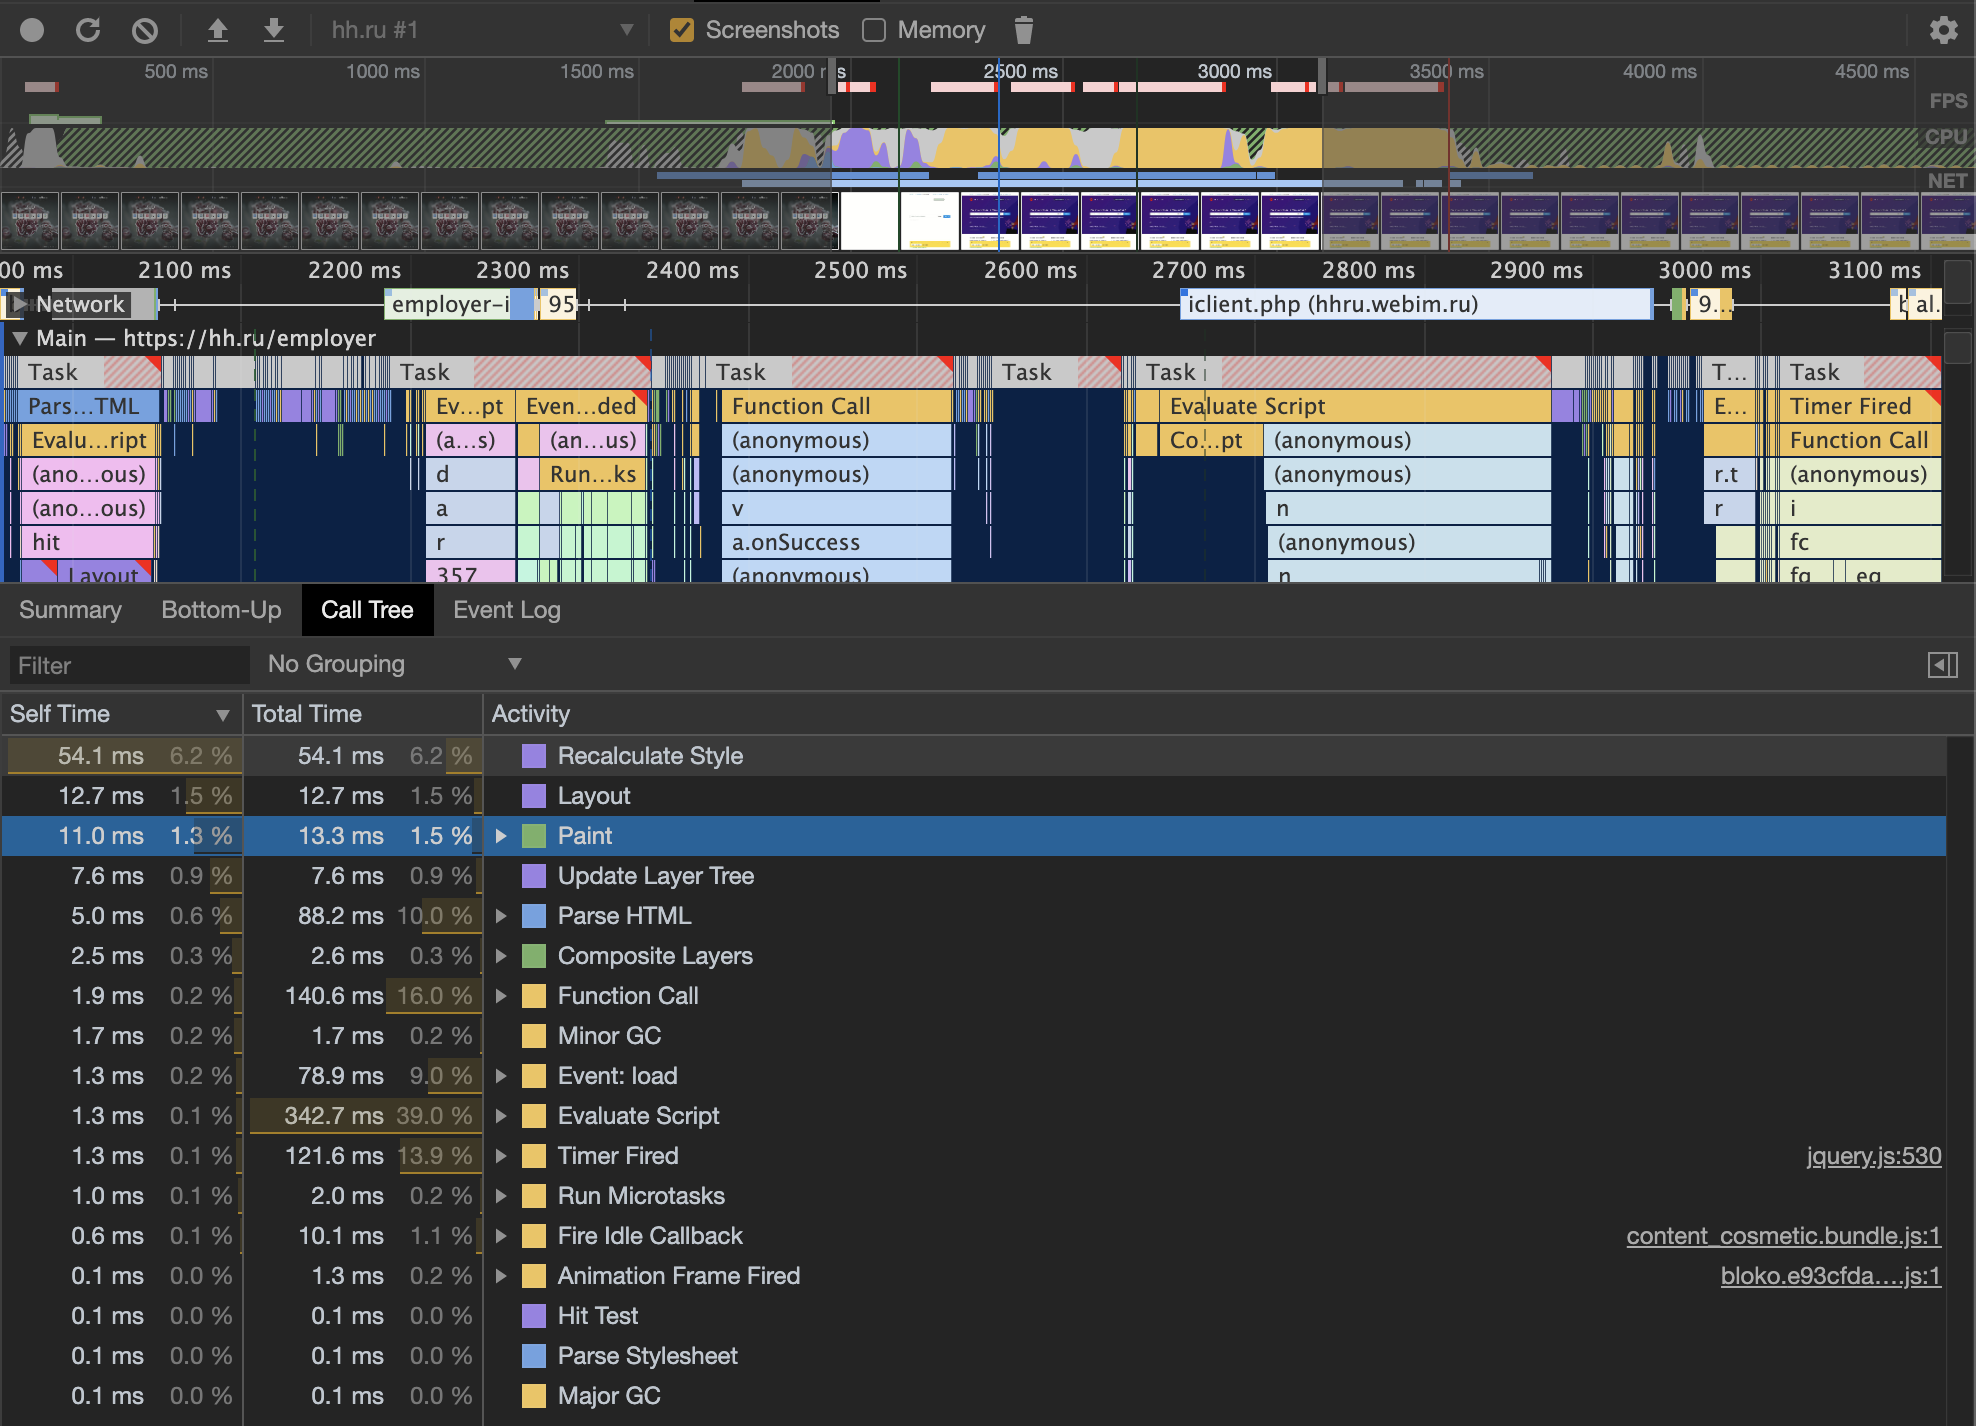 hh.ru #1 Screenshots Memory
500 ms 1000 ms 1500 ms 2500 ms 3000 ms 3500 ms 4000 ms 4500 ms
FPS
CPU
NET
00 ms 2100 ms 2200 ms 2300 ms 2400 ms 2500 ms 2600 ms 2700 ms 2800 ms 2900 ms 3000 ms 3100 ms
Network employer-i 95 iclient.php (hhru.webim.ru) 9… al.
Main — https://hh.ru/employer
Task Task Task Task Task T… Task
Pars…TML Ev…pt Even…ded Function Call Evaluate Script E… Timer Fired
Evalu…ript (a…s) (an…us) (anonymous) Co…pt (anonymous) Function Call
(ano…ous) d Run…ks (anonymous) (anonymous) r.t (anonymous)
(ano…ous) a v n r i
hit r a.onSuccess (anonymous) fc
Layout 357 (anonymous) n
Summary Bottom-Up Call Tree Event Log
Filter No Grouping
Self Time Total Time Activity
54.1 ms 6.2 % 54.1 ms 6.2 % Recalculate Style
12.7 ms 1.5 % 12.7 ms 1.5 % Layout
11.0 ms 1.3 % 13.3 ms 1.5 % Paint
7.6 ms 0.9 % 7.6 ms 0.9 % Update Layer Tree
5.0 ms 0.6 % 88.2 ms 10.0 % Parse HTML
2.5 ms 0.3 % 2.6 ms 0.3 % Composite Layers
1.9 ms 0.2 % 140.6 ms 16.0 % Function Call
1.7 ms 0.2 % 1.7 ms 0.2 % Minor GC
1.3 ms 0.2 % 78.9 ms 9.0 % Event: load
1.3 ms 0.1 % 342.7 ms 39.0 % Evaluate Script
1.3 ms 0.1 % 121.6 ms 13.9 % Timer Fired jquery.js:530
1.0 ms 0.1 % 2.0 ms 0.2 % Run Microtasks
0.6 ms 0.1 % 10.1 ms 1.1 % Fire Idle Callback content_cosmetic.bundle.js:1
0.1 ms 0.0 % 1.3 ms 0.2 % Animation Frame Fired bloko.e93cfda….js:1
0.1 ms 0.0 % 0.1 ms 0.0 % Hit Test
0.1 ms 0.0 % 0.1 ms 0.0 % Parse Stylesheet
0.1 ms 0.0 % 0.1 ms 0.0 % Major GC